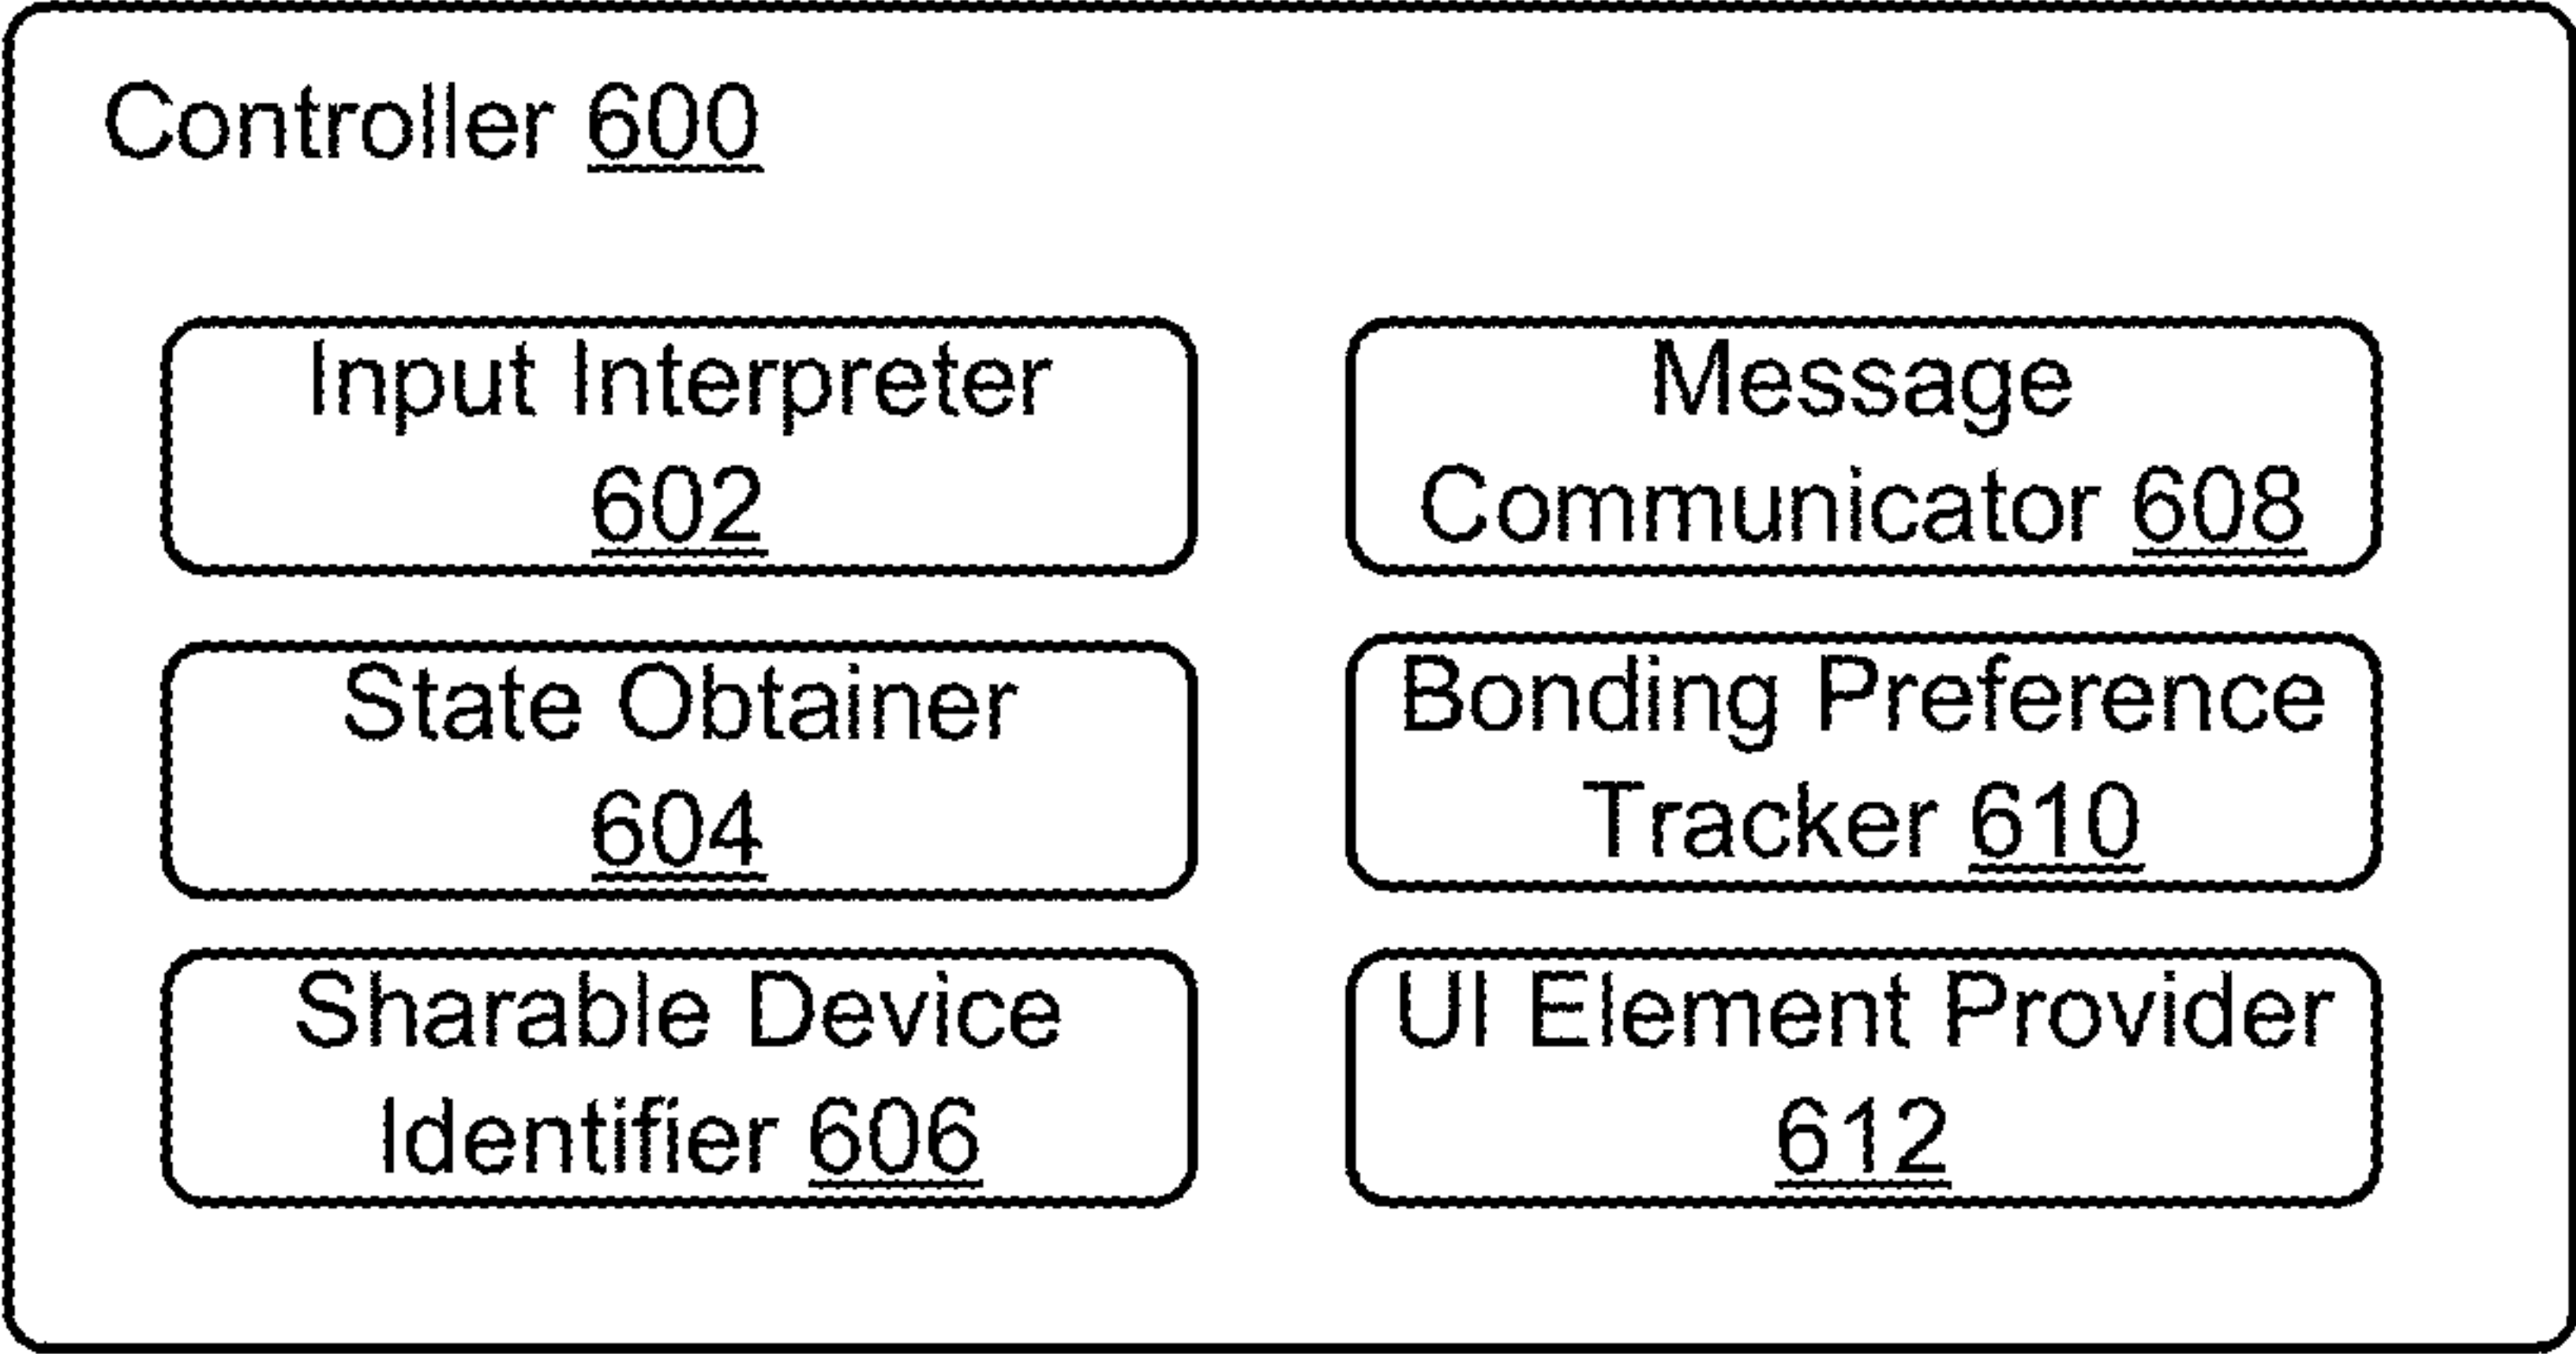 Controller 600
Input Interpreter
602
State Obtainer
604
Sharable Device
Identifier 606
Message
Communicator 608
Bonding Preference
Tracker 610
UI Element Provider
612